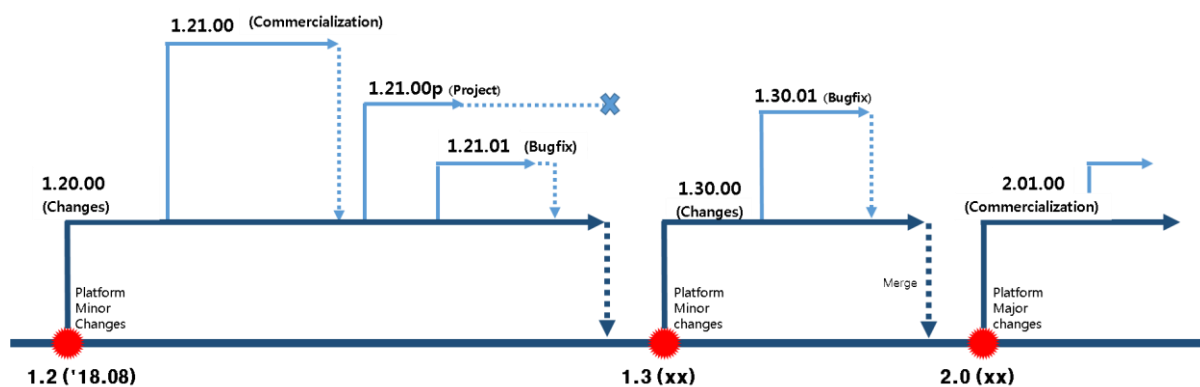 1.21.00 (Commercialization)
1.21.00p (Project)
1.30.01 (Bugfix)
1.21.01 (Bugfix)
1.20.00
(Changes)
1.30.00
(Changes)
2.01.00
(Commercialization)
Platform
Minor
Changes
Platform
Minor
changes
Merge
Platform
Major
changes
1.2 ('18.08)
1.3 (xx)
2.0 (xx)